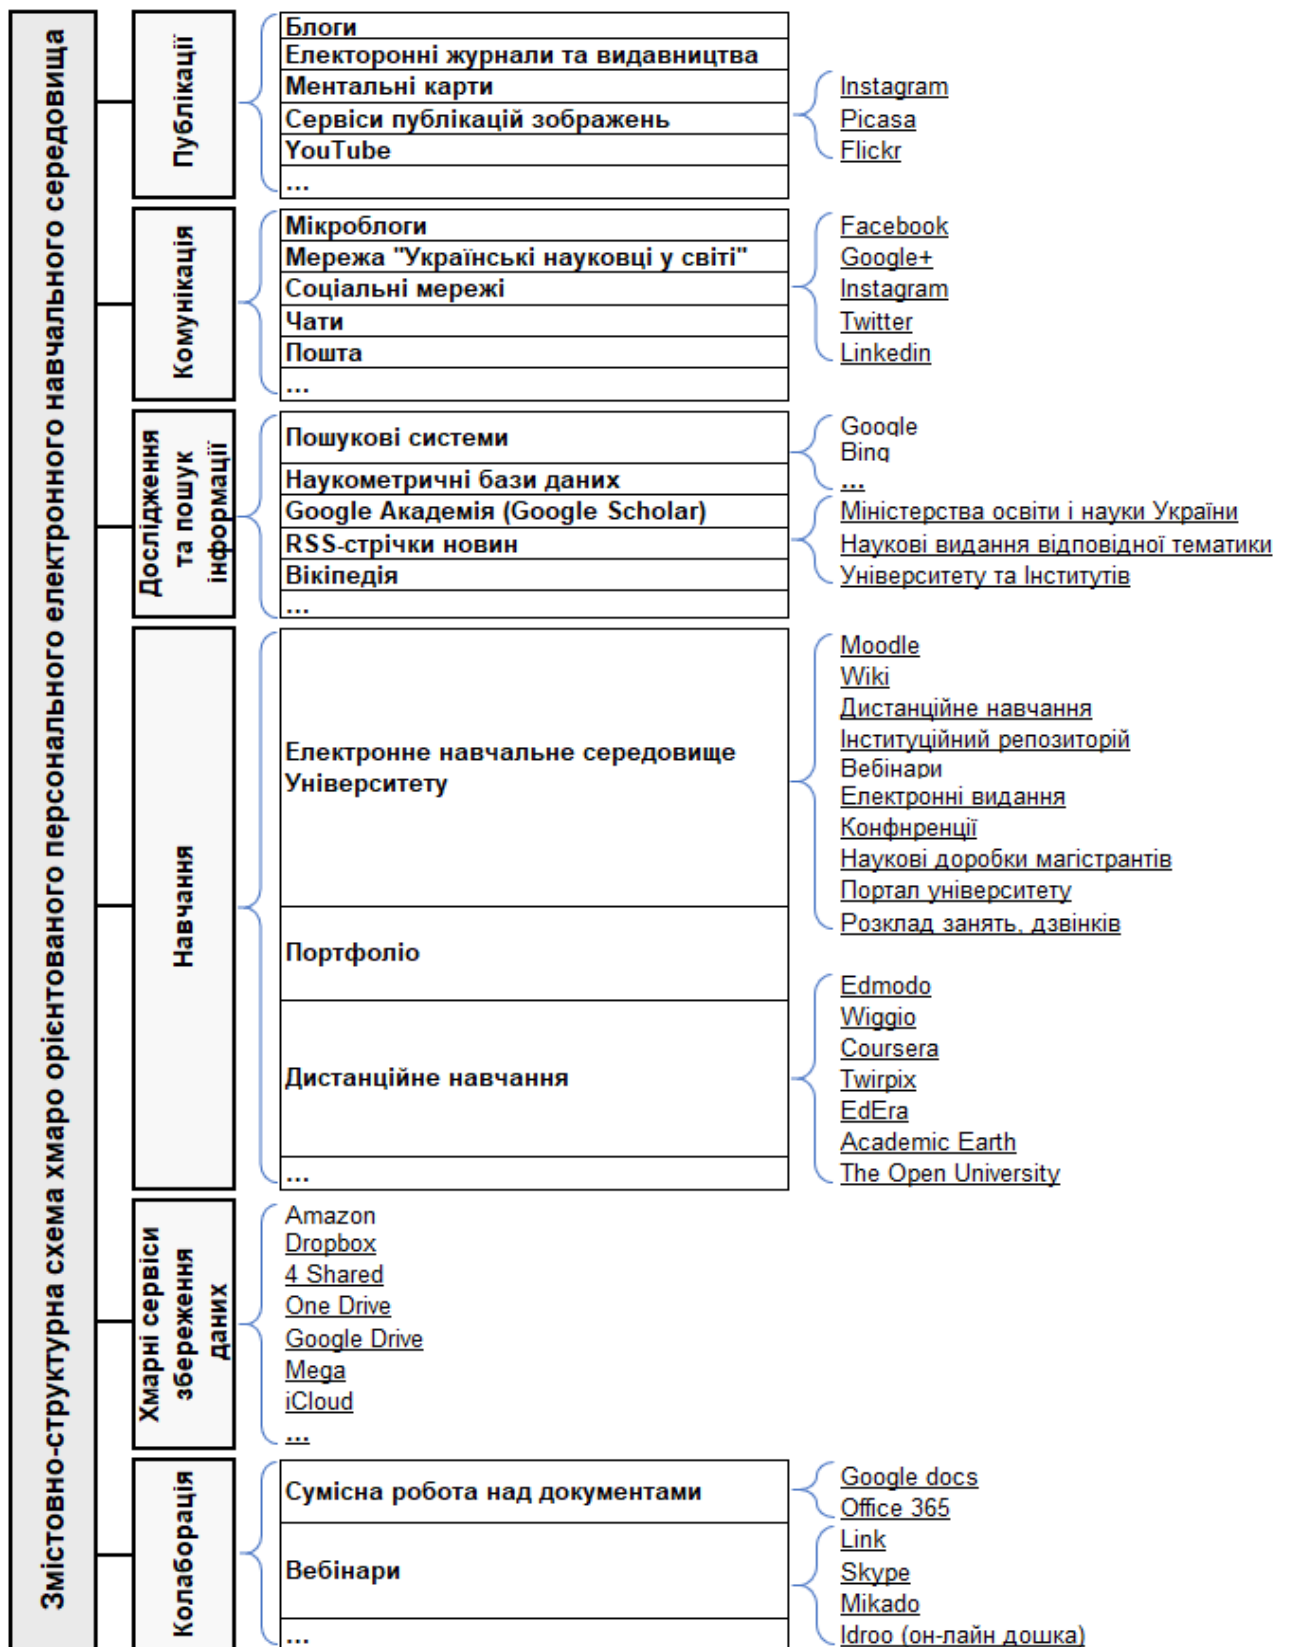 Змістовно-структурна схема хмаро орієнтованого персонального електронного навчального середовища
Публікації
Блоги
Електоронні журнали та видавництва
Ментальні карти
Сервіси публікацій зображень
YouTube
...
Instagram
Picasa
Flickr
Комунікація
Мікроблоги
Мережа "Українські науковці у світі"
Соціальні мережі
Чати
Пошта
...
Facebook
Google+
Instagram
Twitter
Linkedin
Дослідження
та пошук
інформації
Пошукові системи
Наукометричні бази даних
Google Академія (Google Scholar)
RSS-стрічки новин
Вікіпедія
...
Google
Bing
...
Міністерства освіти і науки України
Наукові видання відповідної тематики
Університету та Інститутів
Навчання
Електронне навчальне середовище
Університету
Портфоліо
Дистанційне навчання
...
Moodle
Wiki
Дистанційне навчання
Інституційний репозиторій
Вебінари
Електронні видання
Конфнренції
Наукові доробки магістрантів
Портал університету
Розклад занять, дзвінків
Edmodo
Wiggio
Coursera
Twirpix
EdEra
Academic Earth
The Open University
Хмарні сервіси
збереження
даних
Amazon
Dropbox
4 Shared
One Drive
Google Drive
Mega
iCloud
...
Колаборація
Сумісна робота над документами
Вебінари
...
Google docs
Office 365
Link
Skype
Mikado
Idroo (он-лайн дошка)